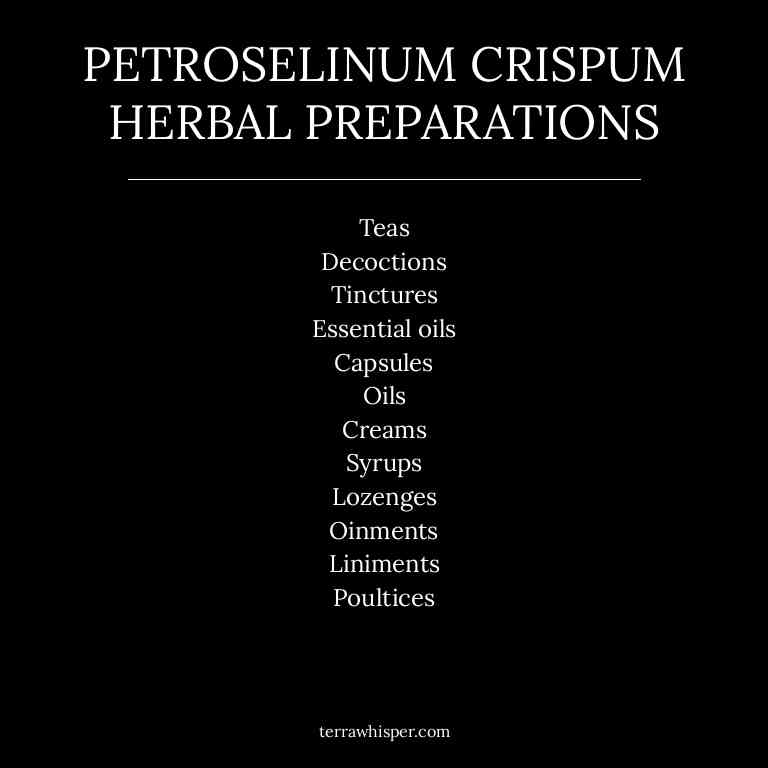 PETROSELINUM CRISPUM
HERBAL PREPARATIONS
Teas
Decoctions
Tinctures
Essential oils
Capsules
Oils
Creams
Syrups
Lozenges
Oinments
Liniments
Poultices
terrawhisper.com